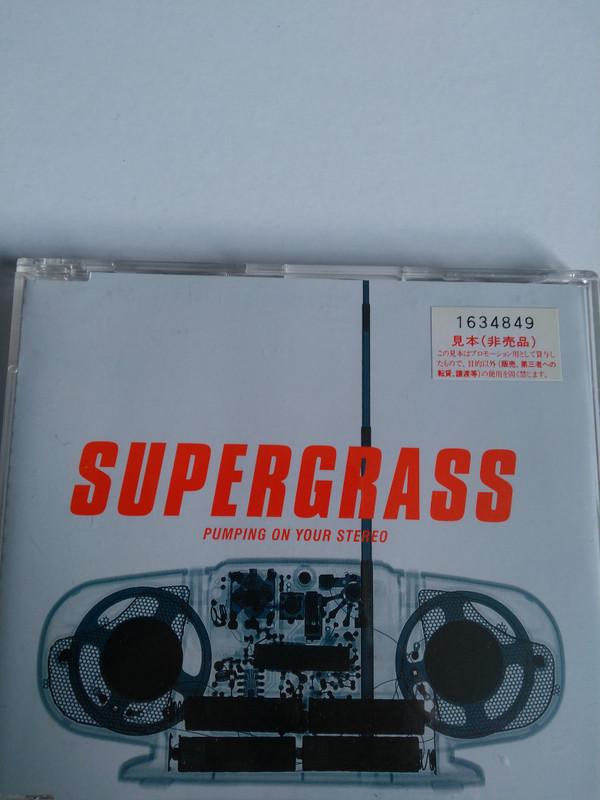 1634849
見本(非売品)
この見本はプロモーション用として貸与し
たもので、目的以外(販売、第三者への
転貸、譲渡等)の使用を固く禁じます。
SUPERGRASS
PUMPING ON YOUR STEREO